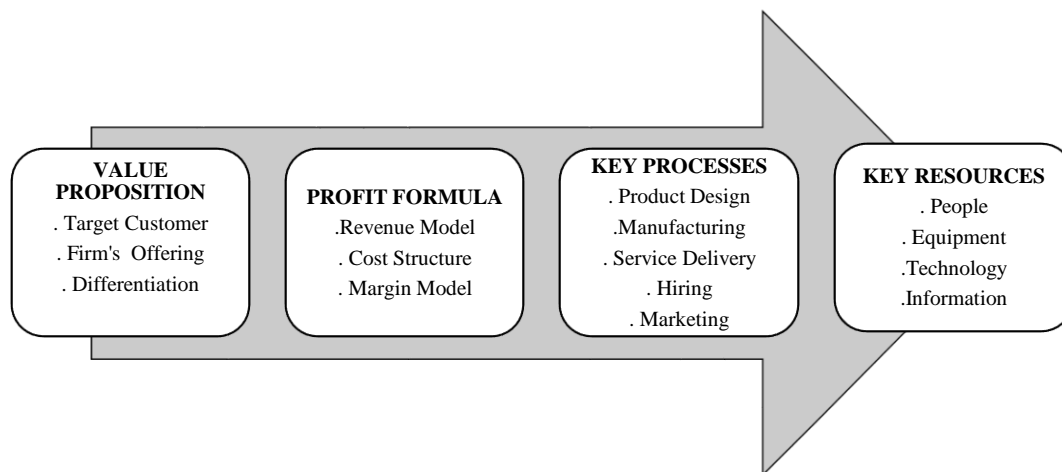 VALUE
PROPOSITION
. Target Customer
. Firm's Offering
. Differentiation
PROFIT FORMULA
.Revenue Model
. Cost Structure
. Margin Model
KEY PROCESSES
. Product Design
.Manufacturing
. Service Delivery
. Hiring
. Marketing
KEY RESOURCES
. People
. Equipment
.Technology
.Information